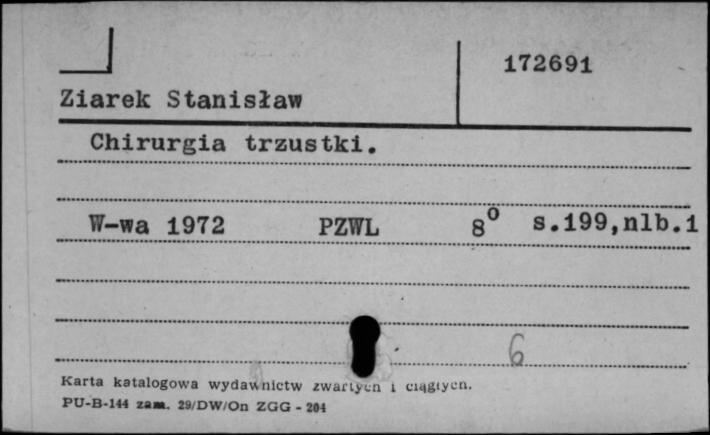 172691
Ziarek Stanisław
Chirurgia trzustki.
W-wa 1972 PZWL 8° s.199,nlb.1
6
Karta katalogowa wydawnictw zwartych i ciągłych.
PU-B-144 zam. 29/DW/On ZGG - 204